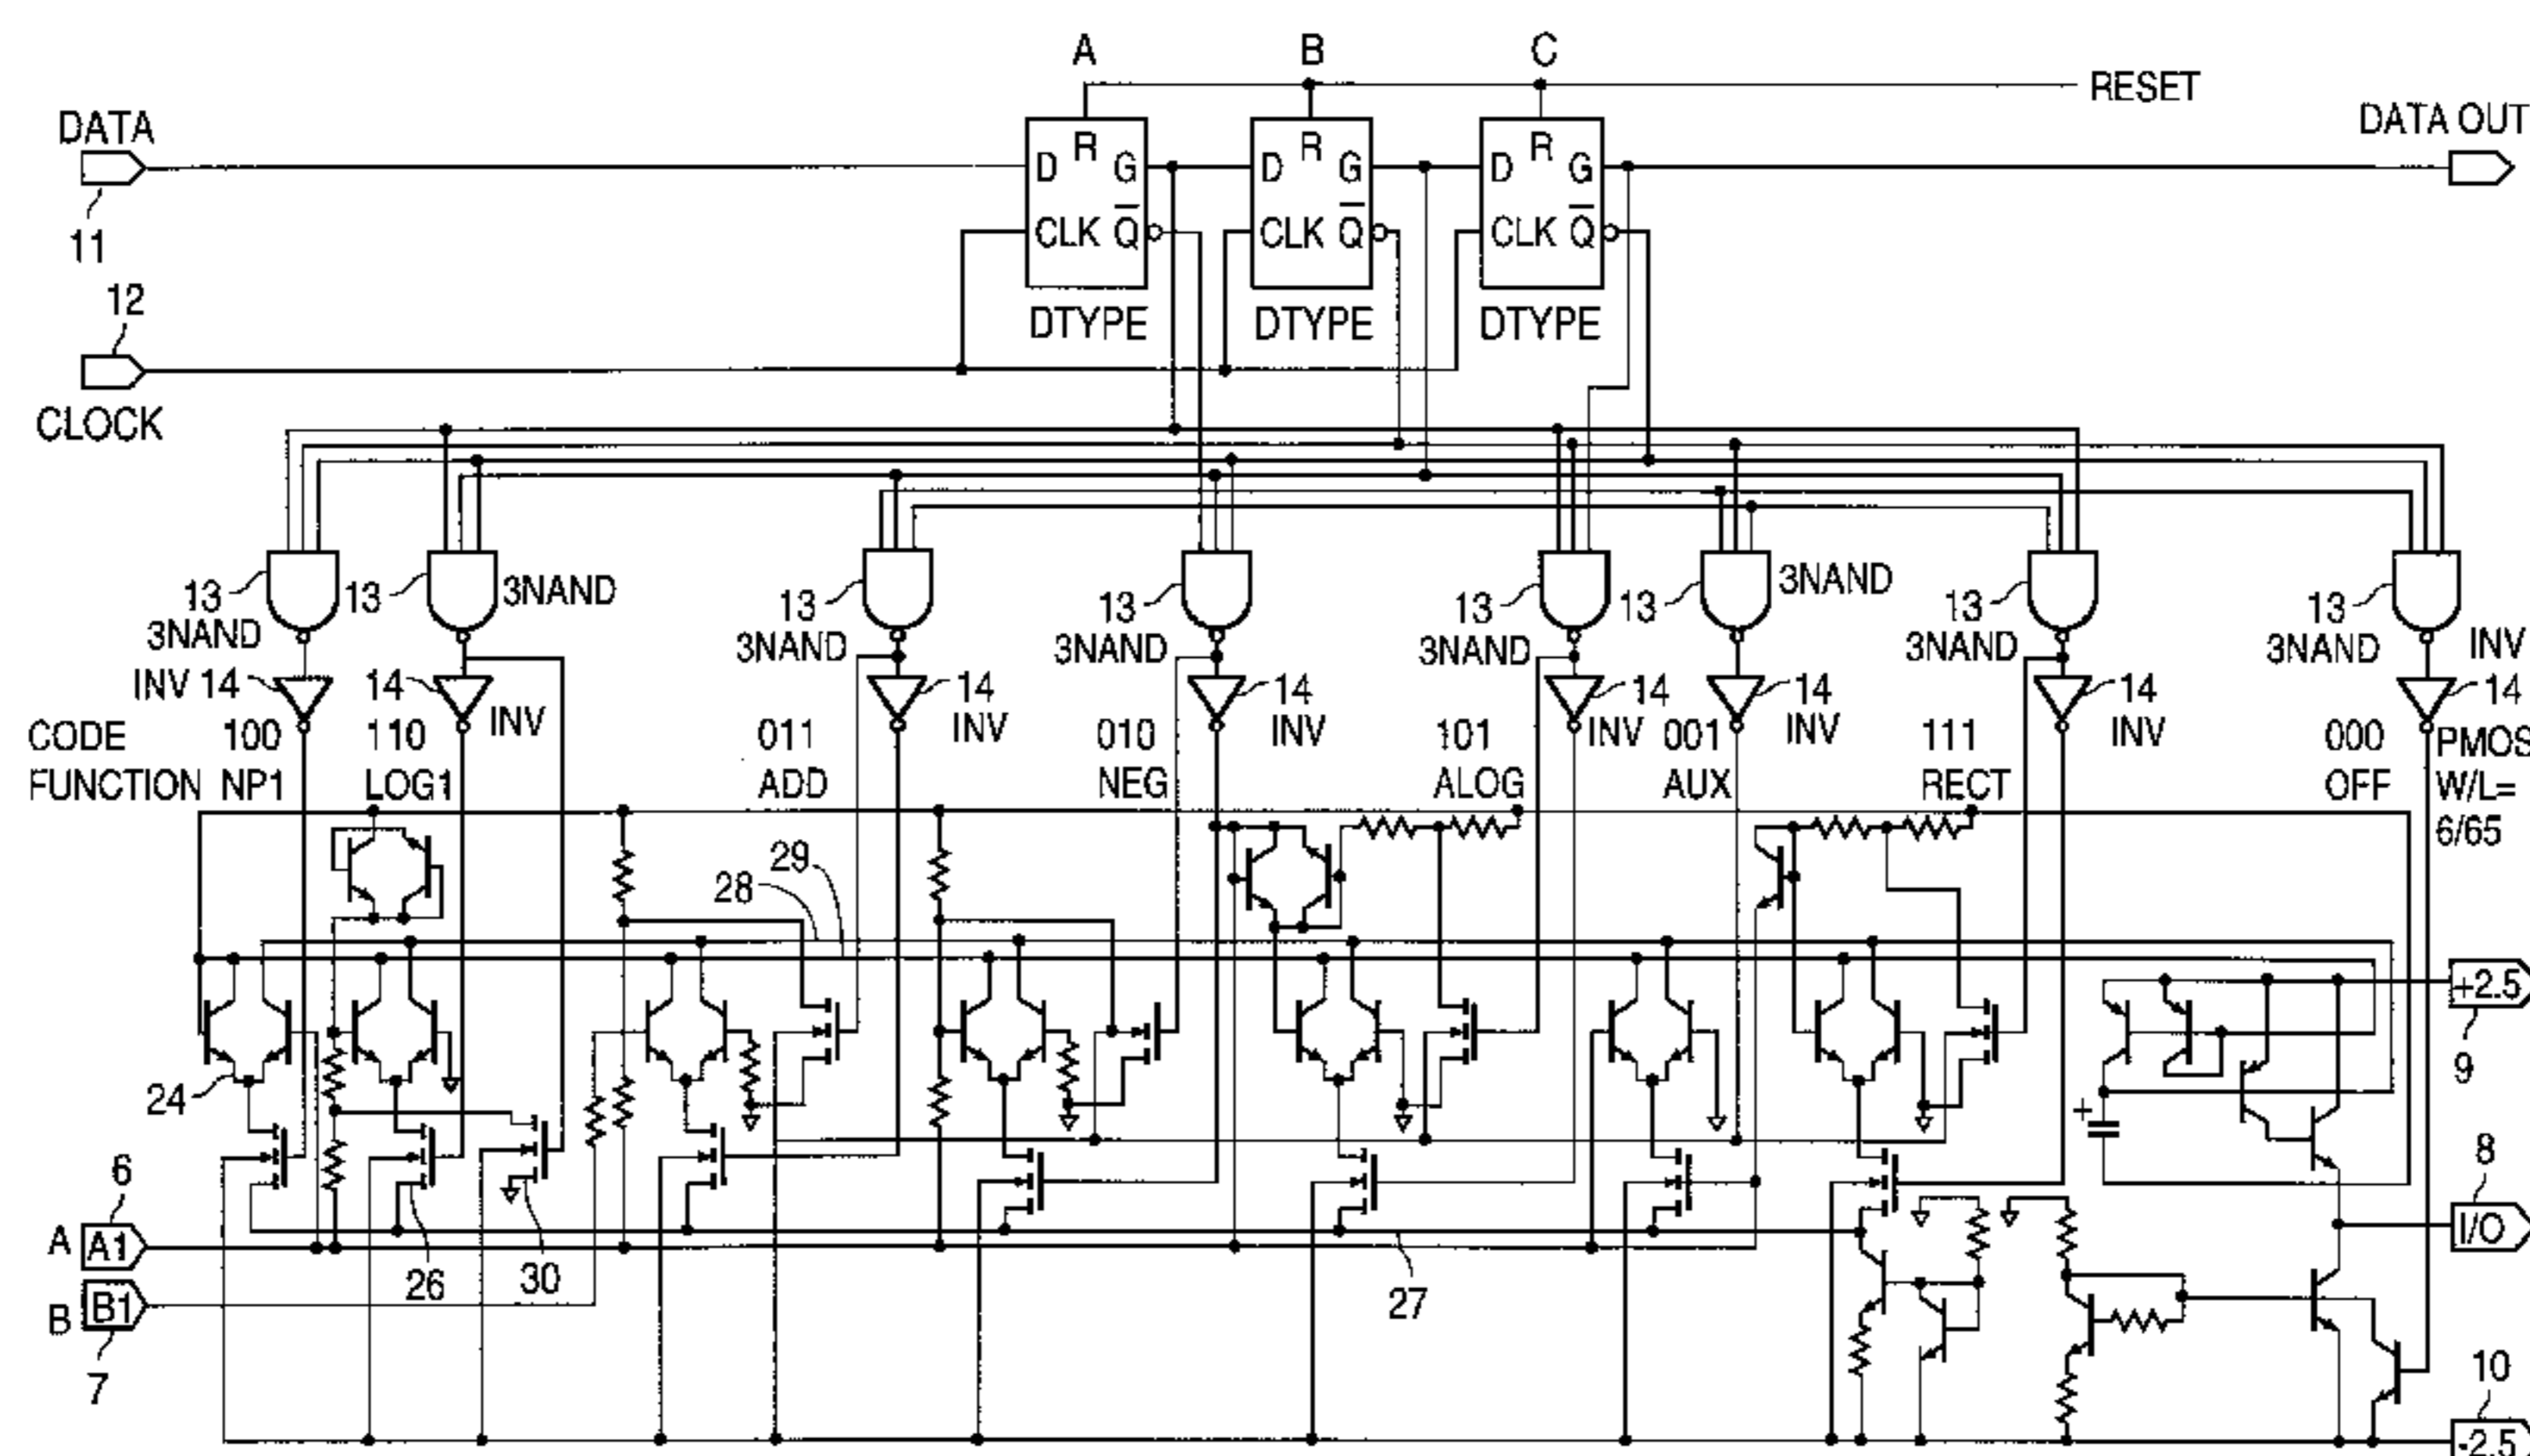 A B C
RESET
DATA
DATA OUT
D R G
D R G
D R G
11
CLK Q̅
CLK Q̅
CLK Q̅
12
DTYPE DTYPE DTYPE
CLOCK
13 13 3NAND 13 13 13 13 3NAND 13 13
3NAND 3NAND 3NAND 3NAND 3NAND 3NAND INV
INV 14 14 14 14 14 14 14 14
INV INV INV INV INV INV
CODE 100 110 011 010 101 001 111 000 PMOS
FUNCTION NP1 LOG1 ADD NEG ALOG AUX RECT OFF W/L=
6/65
28 29
+2.5
24 9
+
6 8
A A1 I/O
26 30 27
B B1
7 10
-2.5